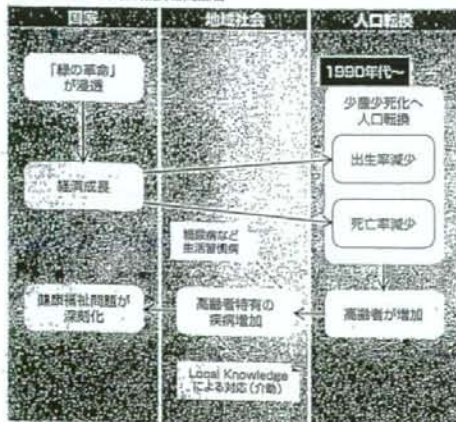 国家
地域社会
人口転換
「緑の革命」
が浸透
1990年代～
少産少死化へ
人口転換
出生率減少
経済成長
死亡率減少
糖尿病など
生活習慣病
健康福祉問題が
深刻化
高齢者特有の
疾病増加
高齢者が増加
Local Knowledge
による対応（介助）